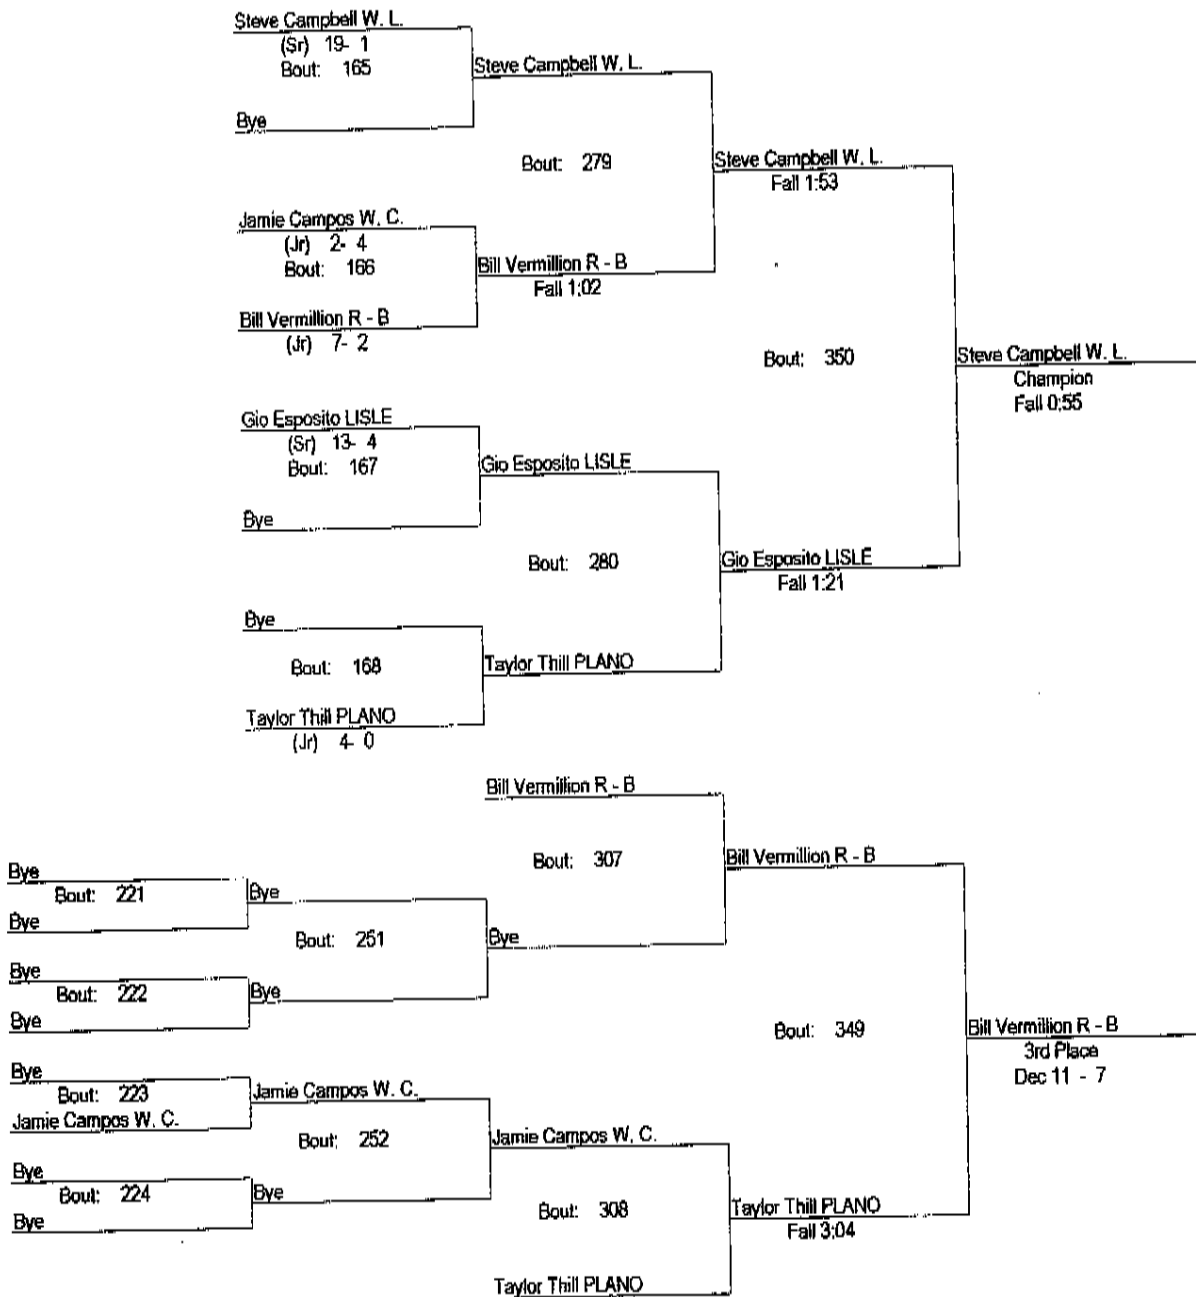 Steve Campbell W. L.
(Sr) 19- 1
Bout: 165
Steve Campbell W. L.
Bye
Bout: 279
Steve Campbell W. L.
Fall 1:53
Jamie Campos W. C.
(Jr) 2- 4
Bout: 166
Bill Vermillion R - B
Fall 1:02
Bill Vermillion R - B
(Jr) 7- 2
Bout: 350
Steve Campbell W. L.
Champion
Fall 0:55
Gio Esposito LISLE
(Sr) 13- 4
Bout: 167
Gio Esposito LISLE
Bye
Bout: 280
Gio Esposito LISLE
Fall 1:21
Bye
Bout: 168
Taylor Thill PLANO
Taylor Thill PLANO
(Jr) 4- 0
Bill Vermillion R - B
Bout: 307
Bill Vermillion R - B
Bye
Bout: 221
Bye
Bye
Bout: 251
Bye
Bye
Bout: 222
Bye
Bye
Bout: 349
Bill Vermillion R - B
3rd Place
Dec 11 - 7
Bye
Bout: 223
Jamie Campos W. C.
Jamie Campos W. C.
Bout: 252
Jamie Campos W. C.
Bye
Bout: 224
Bye
Bye
Bout: 308
Taylor Thill PLANO
Fall 3:04
Taylor Thill PLANO